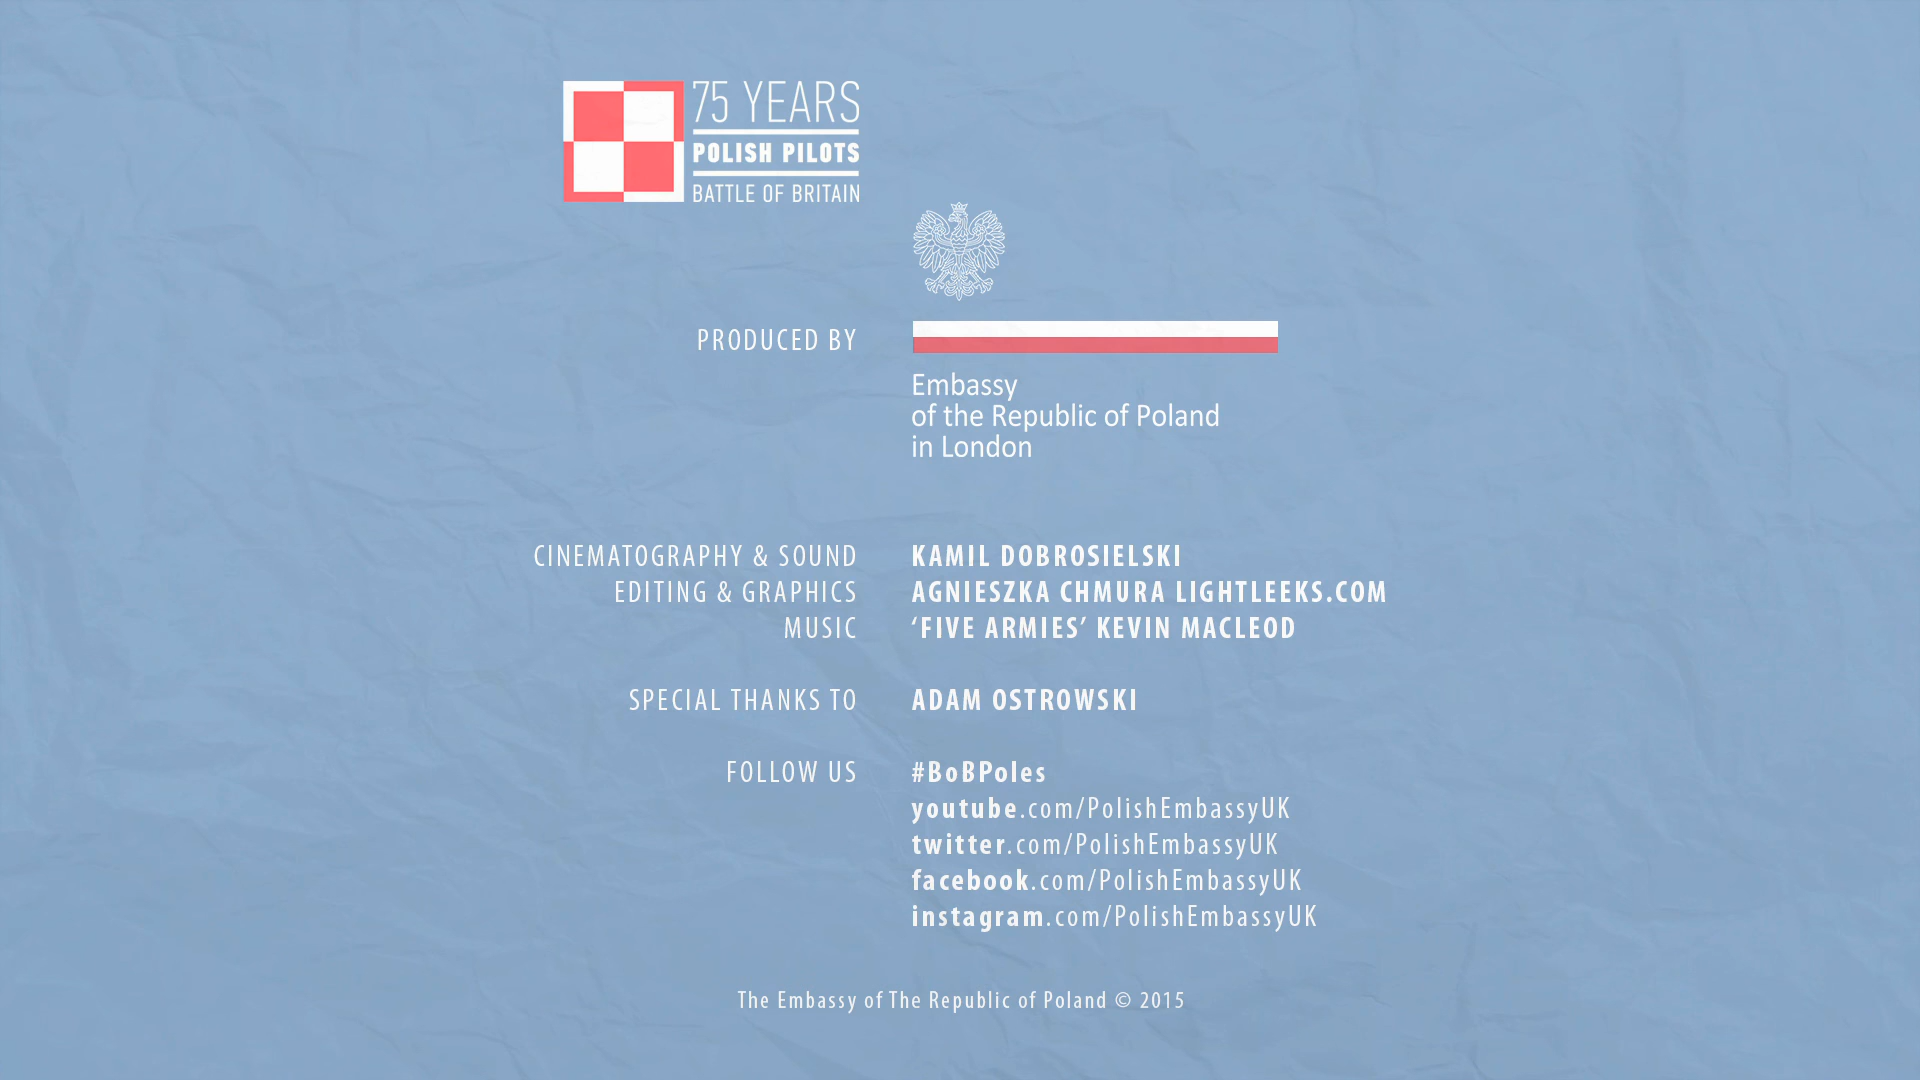 75 YEARS
POLISH PILOTS
BATTLE OF BRITAIN
PRODUCED BY
Embassy
of the Republic of Poland
in London
CINEMATOGRAPHY & SOUND KAMIL DOBROSIELSKI
EDITING & GRAPHICS AGNIESZKA CHMURA LIGHTLEEKS.COM
MUSIC ‘FIVE ARMIES’ KEVIN MACLEOD
SPECIAL THANKS TO ADAM OSTROWSKI
FOLLOW US #BoBPoles
youtube.com/PolishEmbassyUK
twitter.com/PolishEmbassyUK
facebook.com/PolishEmbassyUK
instagram.com/PolishEmbassyUK
The Embassy of The Republic of Poland © 2015